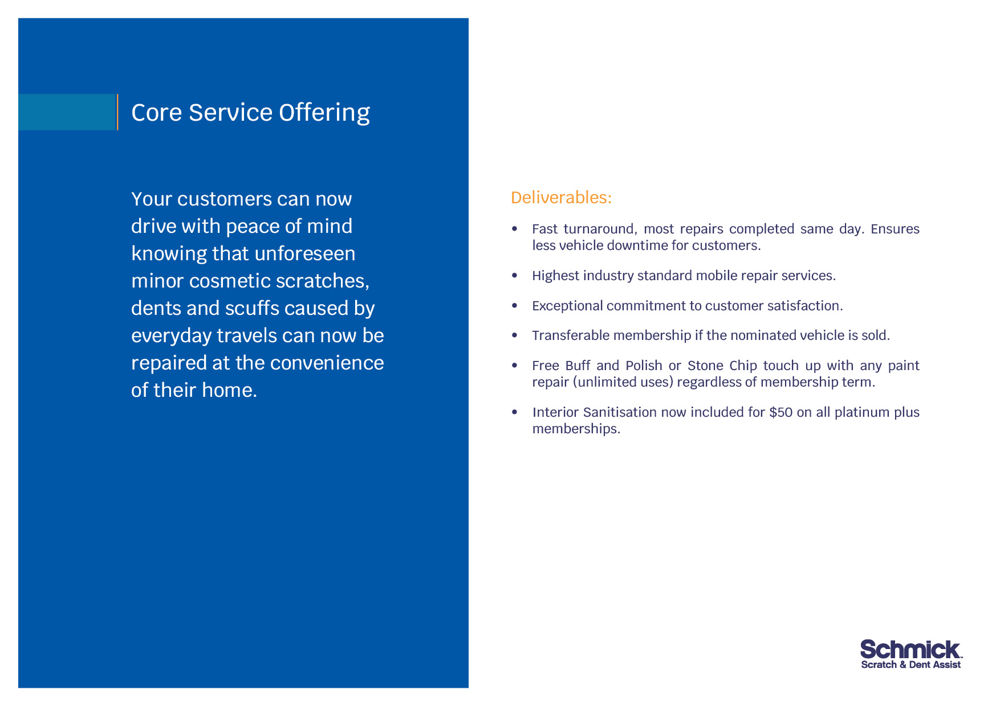 Core Service Offering
Your customers can now
drive with peace of mind
knowing that unforeseen
minor cosmetic scratches,
dents and scuffs caused by
everyday travels can now be
repaired at the convenience
of their home.
Deliverables:
• Fast turnaround, most repairs completed same day. Ensures
less vehicle downtime for customers.
• Highest industry standard mobile repair services.
• Exceptional commitment to customer satisfaction.
• Transferable membership if the nominated vehicle is sold.
• Free Buff and Polish or Stone Chip touch up with any paint
repair (unlimited uses) regardless of membership term.
• Interior Sanitisation now included for $50 on all platinum plus
memberships.
Schmick™
Scratch & Dent Assist